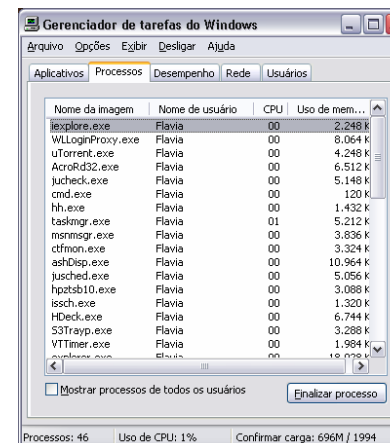 Gerenciador de tarefas do Windows
Arquivo Opções Exibir Desligar Ajuda
Aplicativos Processos Desempenho Rede Usuários
Nome da imagem Nome de usuário CPU Uso de mem...
iexplore.exe Flavia 00 2.248 K
WLLoginProxy.exe Flavia 00 8.064 K
uTorrent.exe Flavia 00 4.248 K
AcroRd32.exe Flavia 00 6.512 K
jucheck.exe Flavia 00 5.148 K
cmd.exe Flavia 00 120 K
hh.exe Flavia 00 1.432 K
taskmgr.exe Flavia 01 5.212 K
msnmsgr.exe Flavia 00 3.836 K
ctfmon.exe Flavia 00 3.324 K
ashDisp.exe Flavia 00 10.964 K
jusched.exe Flavia 00 5.056 K
hpztsb10.exe Flavia 00 3.088 K
issch.exe Flavia 00 1.320 K
HDeck.exe Flavia 00 6.744 K
S3Trayp.exe Flavia 00 3.288 K
VTTimer.exe Flavia 00 1.984 K
explorer.exe Flavia 00 18.028 K
Mostrar processos de todos os usuários
Finalizar processo
Processos: 46 Uso de CPU: 1% Confirmar carga: 696M / 1994